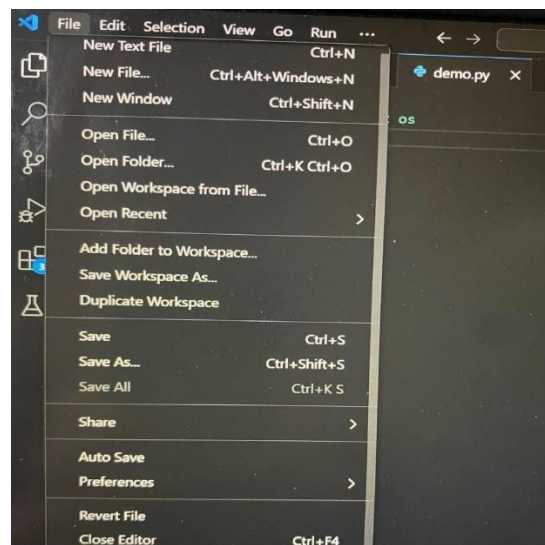 File Edit Selection View Go Run ...
New Text File Ctrl+N
New File... Ctrl+Alt+Windows+N
New Window Ctrl+Shift+N
demo.py
os
Open File... Ctrl+O
Open Folder... Ctrl+K Ctrl+O
Open Workspace from File...
Open Recent
Add Folder to Workspace...
Save Workspace As...
3
Duplicate Workspace
Save Ctrl+S
Save As... Ctrl+Shift+S
Save All Ctrl+K S
Share
Auto Save
Preferences
Revert File
Close Editor Ctrl+F4